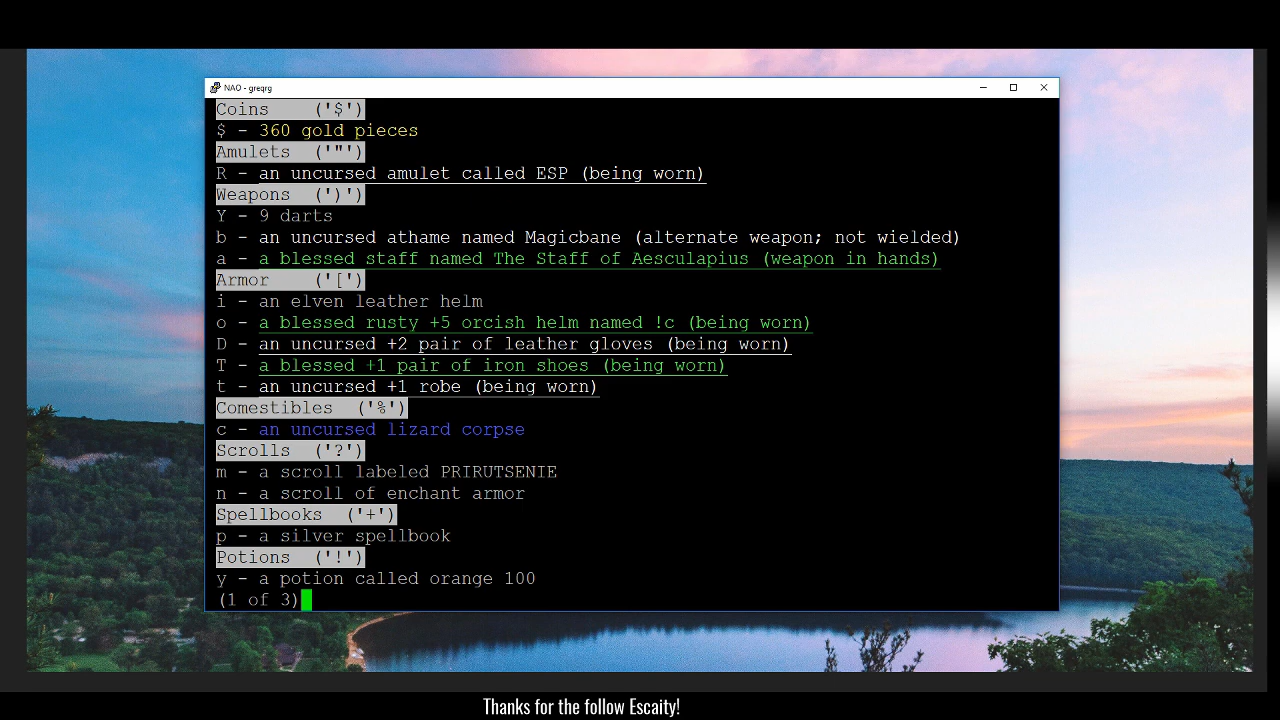 NAO - greqrg
Coins ('$')
$ - 360 gold pieces
Amulets ('"')
R - an uncursed amulet called ESP (being worn)
Weapons (')')
Y - 9 darts
b - an uncursed athame named Magicbane (alternate weapon; not wielded)
a - a blessed staff named The Staff of Aesculapius (weapon in hands)
Armor ('[')
i - an elven leather helm
o - a blessed rusty +5 orcish helm named !c (being worn)
D - an uncursed +2 pair of leather gloves (being worn)
T - a blessed +1 pair of iron shoes (being worn)
t - an uncursed +1 robe (being worn)
Comestibles ('%')
c - an uncursed lizard corpse
Scrolls ('?')
m - a scroll labeled PRIRUTSENIE
n - a scroll of enchant armor
Spellbooks ('+')
p - a silver spellbook
Potions ('!')
y - a potion called orange 100
(1 of 3)
Thanks for the follow Escaity!